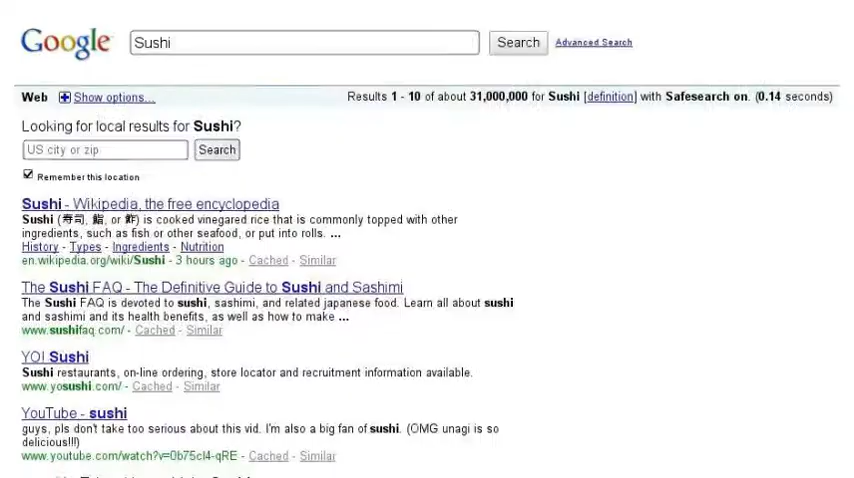 Google Sushi Search Advanced Search
Web Show options... Results 1 - 10 of about 31,000,000 for Sushi [definition] with Safesearch on. (0.14 seconds)
Looking for local results for Sushi?
US city or zip Search
Remember this location
Sushi - Wikipedia, the free encyclopedia
Sushi (寿司, 鮨, or 鮓) is cooked vinegared rice that is commonly topped with other
ingredients, such as fish or other seafood, or put into rolls. ...
History - Types - Ingredients - Nutrition
en.wikipedia.org/wiki/Sushi - 3 hours ago - Cached - Similar
The Sushi FAQ - The Definitive Guide to Sushi and Sashimi
The Sushi FAQ is devoted to sushi, sashimi, and related japanese food. Learn all about sushi
and sashimi and its health benefits, as well as how to make ...
www.sushifaq.com/ - Cached - Similar
YO! Sushi
Sushi restaurants, on-line ordering, store locator and recruitment information available.
www.yosushi.com/ - Cached - Similar
YouTube - sushi
guys, pls don't take too serious about this vid. I'm also a big fan of sushi. (OMG unagi is so
delicious!!!)
www.youtube.com/watch?v=0b75cl4-qRE - Cached - Similar